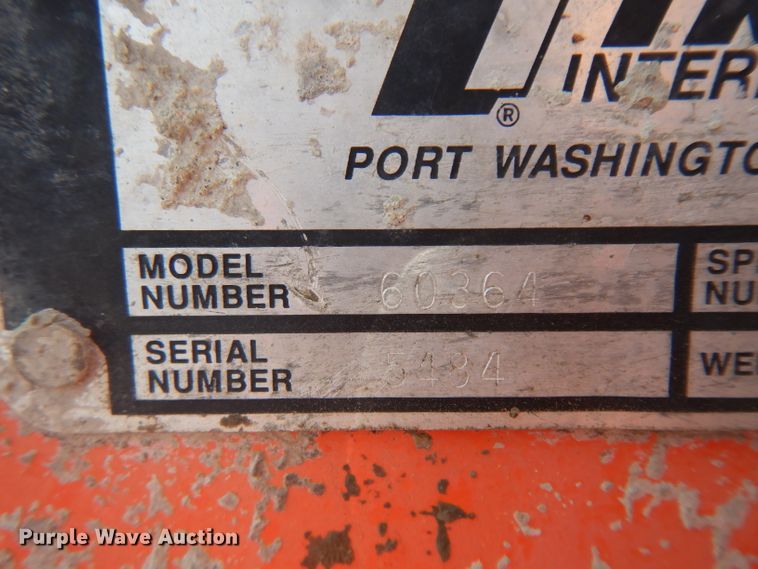 INTER
®
PORT WASHINGTO
MODEL NUMBER 60364
SP
NU
SERIAL NUMBER 5484
WE
Purple Wave Auction